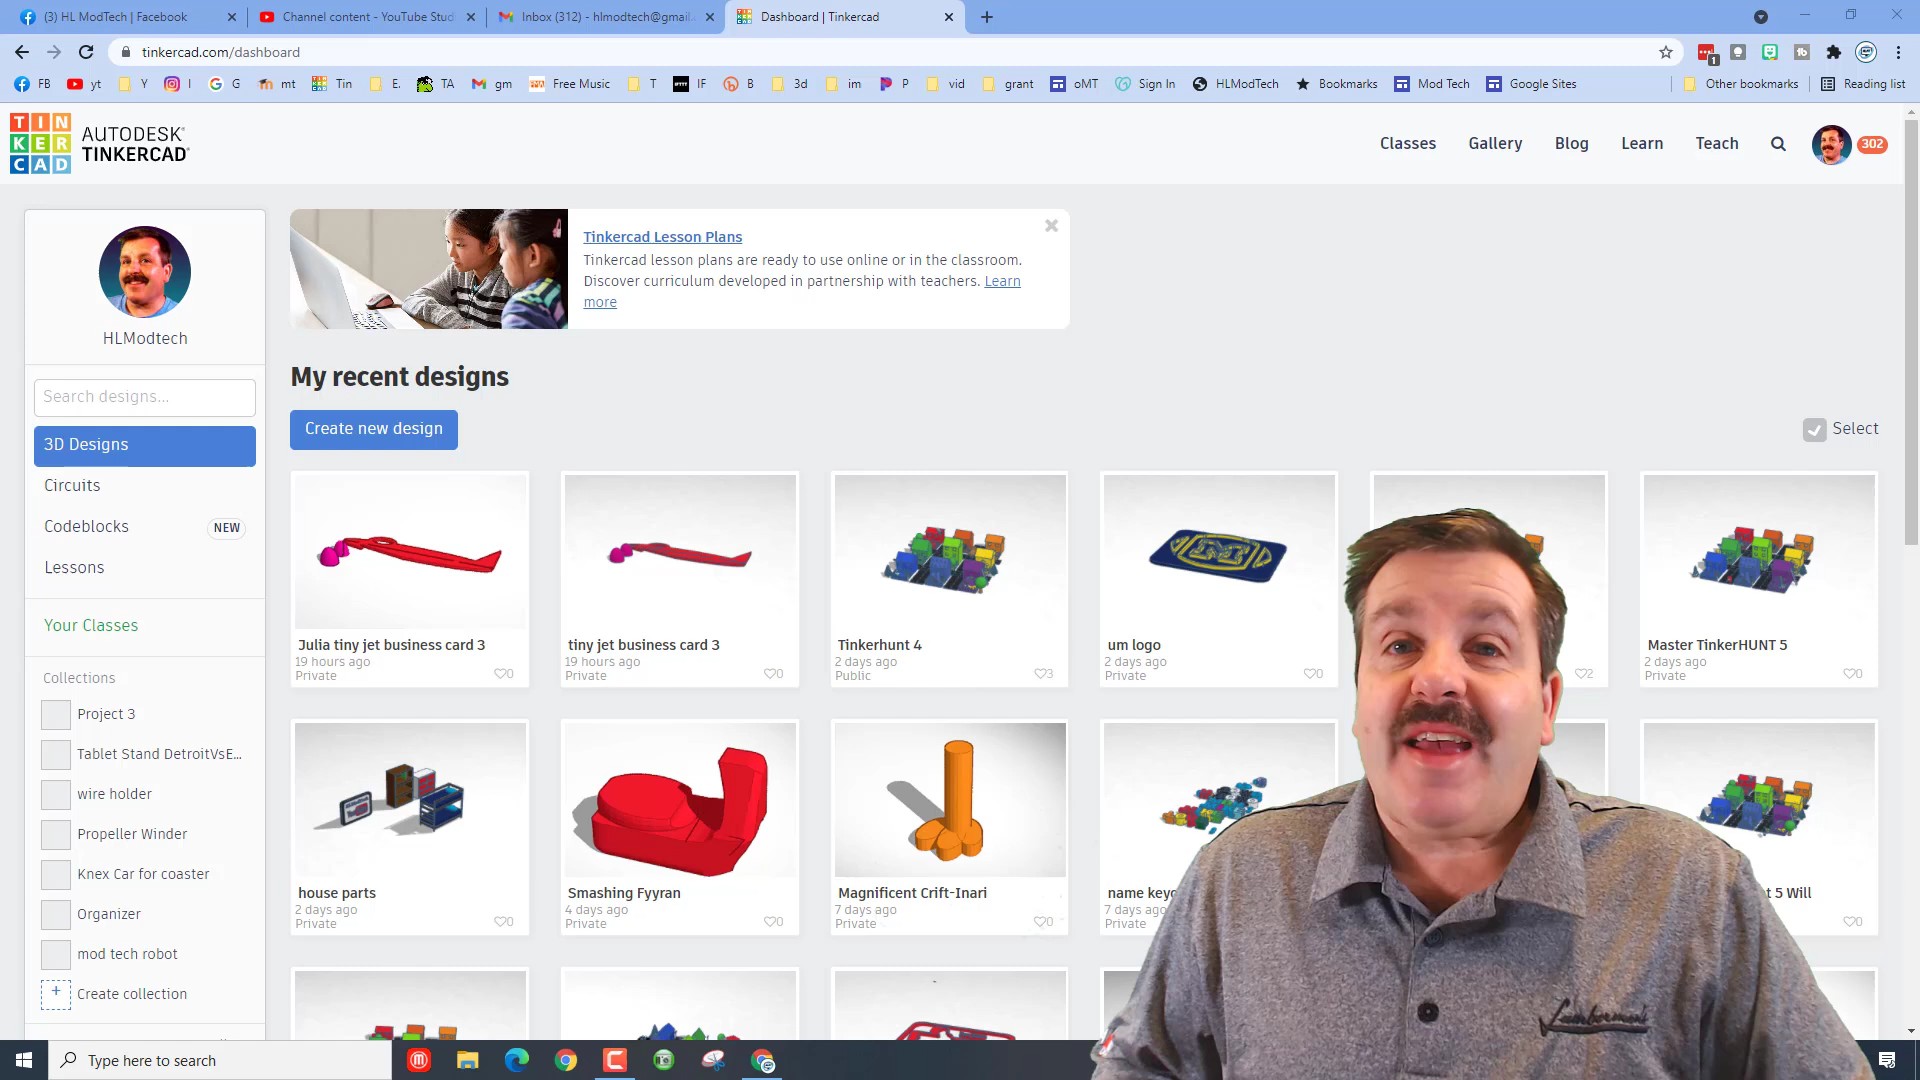 (3) HL ModTech | Facebook
Channel content - YouTube Stud
Inbox (312) - hlmodtech@gmail.
Dashboard | Tinkercad
tinkercad.com/dashboard
1
FB
yt
Y
I
G
mt
Tin
E.
TA
gm
Free Music
T
IF
B
3d
im
P
vid
grant
oMT
Sign In
HLModTech
Bookmarks
Mod Tech
Google Sites
Other bookmarks
Reading list
TIN
KER
CAD
AUTODESK
TINKERCAD
Classes
Gallery
Blog
Learn
Teach
302
HLModtech
Search designs...
3D Designs
Circuits
Codeblocks
NEW
Lessons
Your Classes
Collections
Project 3
Tablet Stand DetroitVsE...
wire holder
Propeller Winder
Knex Car for coaster
Organizer
mod tech robot
+ Create collection
Tinkercad Lesson Plans
Tinkercad lesson plans are ready to use online or in the classroom.
Discover curriculum developed in partnership with teachers. Learn
more
My recent designs
Create new design
Select
Julia tiny jet business card 3
19 hours ago
Private
0
tiny jet business card 3
19 hours ago
Private
0
Tinkerhunt 4
2 days ago
Public
3
um logo
2 days ago
Private
0
2
Master TinkerHUNT 5
2 days ago
Private
0
house parts
2 days ago
Private
0
Smashing Fyyran
4 days ago
Private
0
Magnificent Crift-Inari
7 days ago
Private
0
name keyc
7 days ago
Private
t 5 Will
0
Lumbermen's
Type here to search